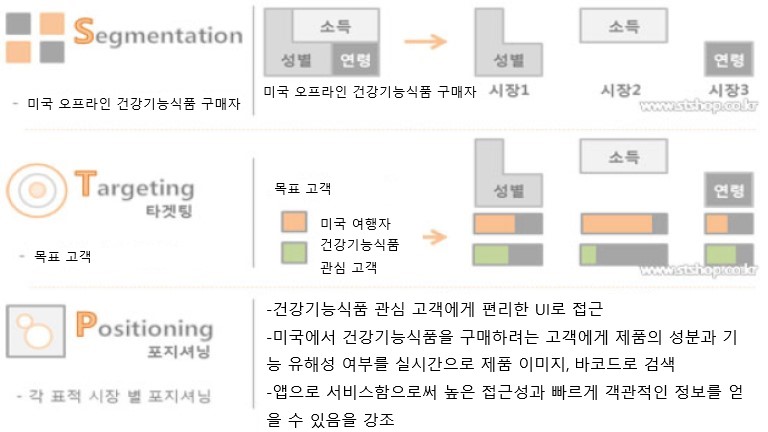 Segmentation
- 미국 오프라인 건강기능식품 구매자
소득
성별 연령
미국 오프라인 건강기능식품 구매자
소득
성별 연령
시장1 시장2 시장3
www.stshop.co.kr
Targeting
타겟팅
- 목표 고객
목표 고객
미국 여행자
건강기능식품
관심 고객
소득
성별 연령
www.stshop.co.kr
Positioning
포지셔닝
- 각 표적 시장 별 포지셔닝
-건강기능식품 관심 고객에게 편리한 UI로 접근
-미국에서 건강기능식품을 구매하려는 고객에게 제품의 성분과 기
능 유해성 여부를 실시간으로 제품 이미지, 바코드로 검색
-앱으로 서비스함으로써 높은 접근성과 빠르게 객관적인 정보를 얻
을 수 있음을 강조